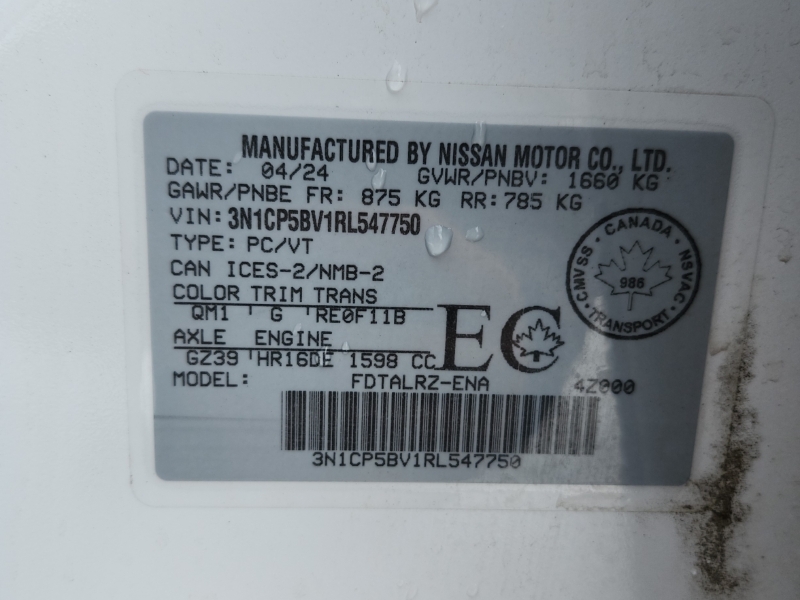 MANUFACTURED BY NISSAN MOTOR CO., LTD.
DATE: 04/24 GVWR/PNBV: 1660 KG
GAWR/PNBE FR: 875 KG RR: 785 KG
VIN: 3N1CP5BV1RL547750
TYPE: PC/VT
CAN ICES-2/NMB-2
COLOR TRIM TRANS
QM1 G RE0F11B
AXLE ENGINE
GZ39 HR16DE 1598 CC
EC
MODEL: FDTALRZ-ENA 4Z000
3N1CP5BV1RL547750
CANADA
CMVSS
NSVAC
986
TRANSPORT